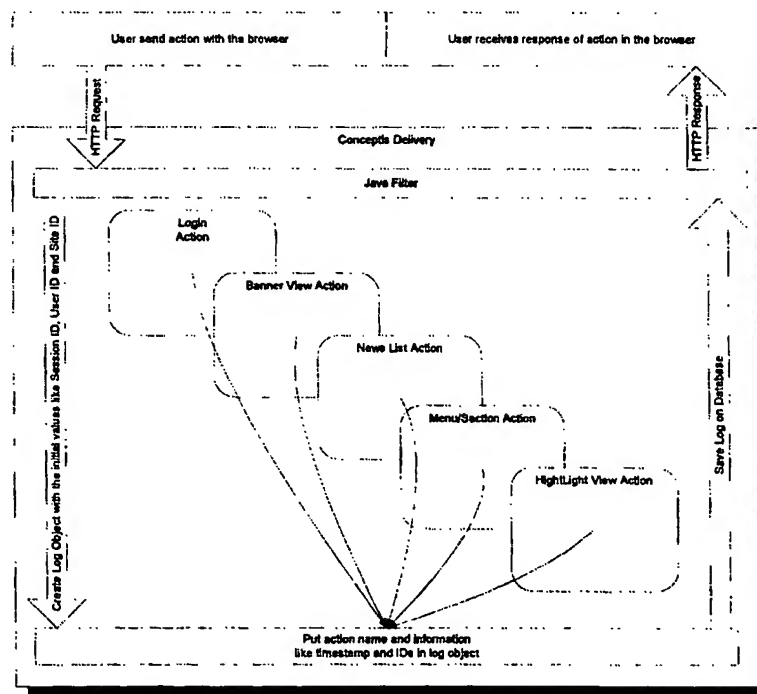 User send action with the browser
User receives response of action in the browser
HTTP Request
HTTP Response
Conceptis Delivery
Java Filter
Create Log Object with the initial values like Session ID, User ID and Site ID
Login
Action
Banner View Action
News List Action
Menu/Section Action
HightLight View Action
Save Log on Database
Put action name and information
like timestamp and IDs in log object